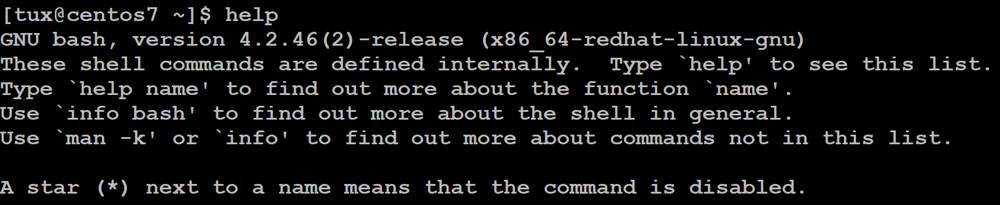 [tux@centos7 ~]$ help
GNU bash, version 4.2.46(2)-release (x86_64-redhat-linux-gnu)
These shell commands are defined internally.  Type `help' to see this list.
Type `help name' to find out more about the function `name'.
Use `info bash' to find out more about the shell in general.
Use `man -k' or `info' to find out more about commands not in this list.
A star (*) next to a name means that the command is disabled.